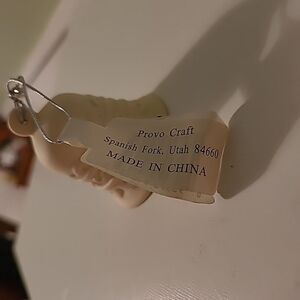 Provo Craft
Spanish Fork, Utah 84660
MADE IN CHINA